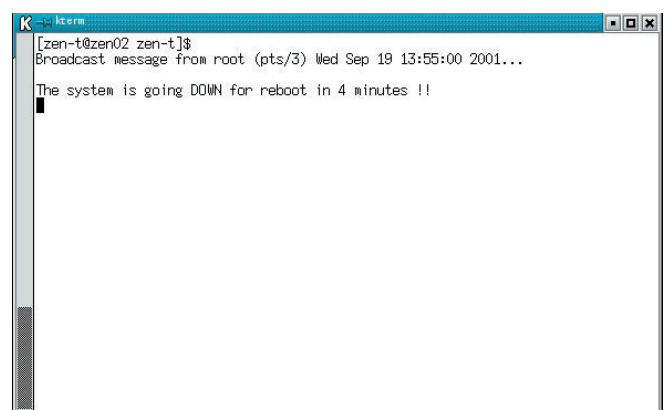 kterm
[zen-t@zen02 zen-t]$
Broadcast message from root (pts/3) Wed Sep 19 13:55:00 2001...
The system is going DOWN for reboot in 4 minutes !!